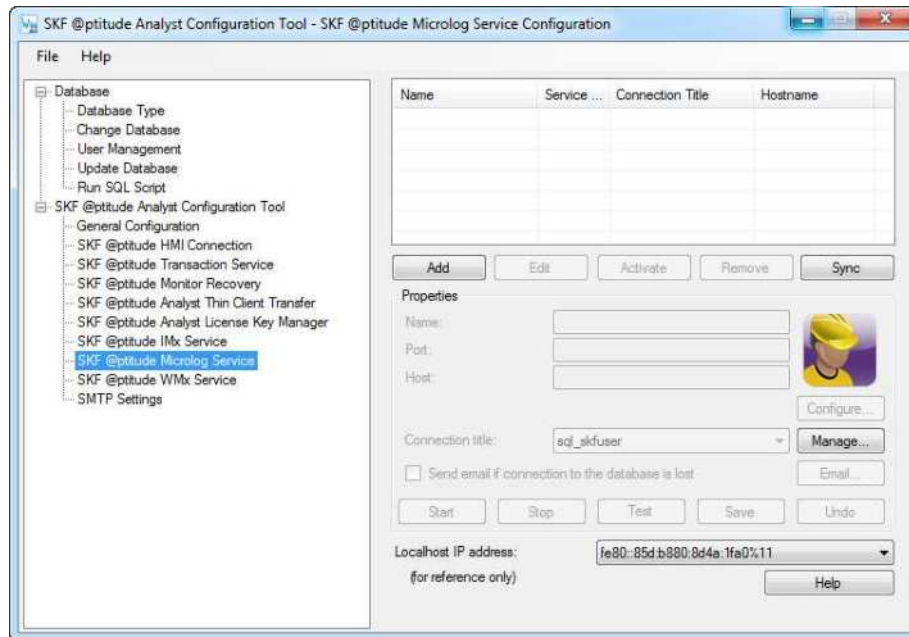 SKF @ptitude Analyst Configuration Tool - SKF @ptitude Microlog Service Configuration
File Help
Database
Database Type
Change Database
User Management
Update Database
Run SQL Script
SKF @ptitude Analyst Configuration Tool
General Configuration
SKF @ptitude HMI Connection
SKF @ptitude Transaction Service
SKF @ptitude Monitor Recovery
SKF @ptitude Analyst Thin Client Transfer
SKF @ptitude Analyst License Key Manager
SKF @ptitude IMx Service
SKF @ptitude Microlog Service
SKF @ptitude WMx Service
SMTP Settings
Name Service ... Connection Title Hostname
Add Edit Activate Remove Sync
Properties
Name:
Port:
Host:
Configure...
Connection title: sql_skfuser Manage...
Send email if connection to the database is lost Email...
Start Stop Test Save Undo
Localhost IP address: fe80::85d:b880:8d4a:1fa0%11
(for reference only)
Help